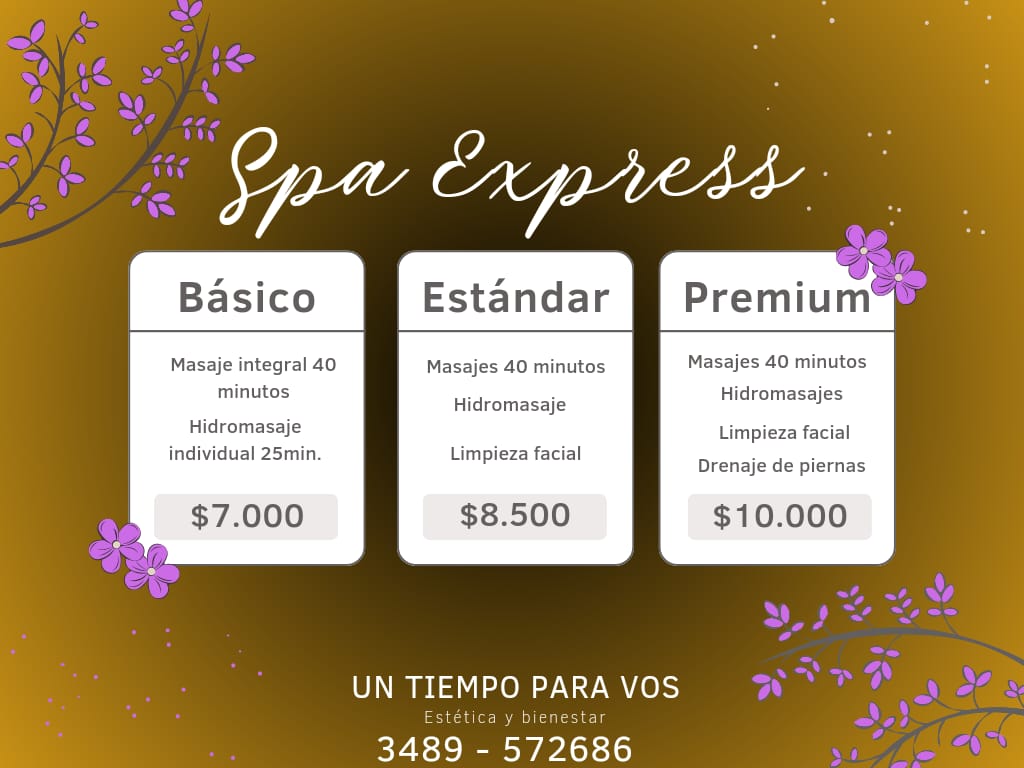 Spa Express
Básico
Masaje integral 40
minutos
Hidromasaje
individual 25min.
$7.000
Estándar
Masajes 40 minutos
Hidromasaje
Limpieza facial
$8.500
Premium
Masajes 40 minutos
Hidromasajes
Limpieza facial
Drenaje de piernas
$10.000
UN TIEMPO PARA VOS
Estética y bienestar
3489 - 572686